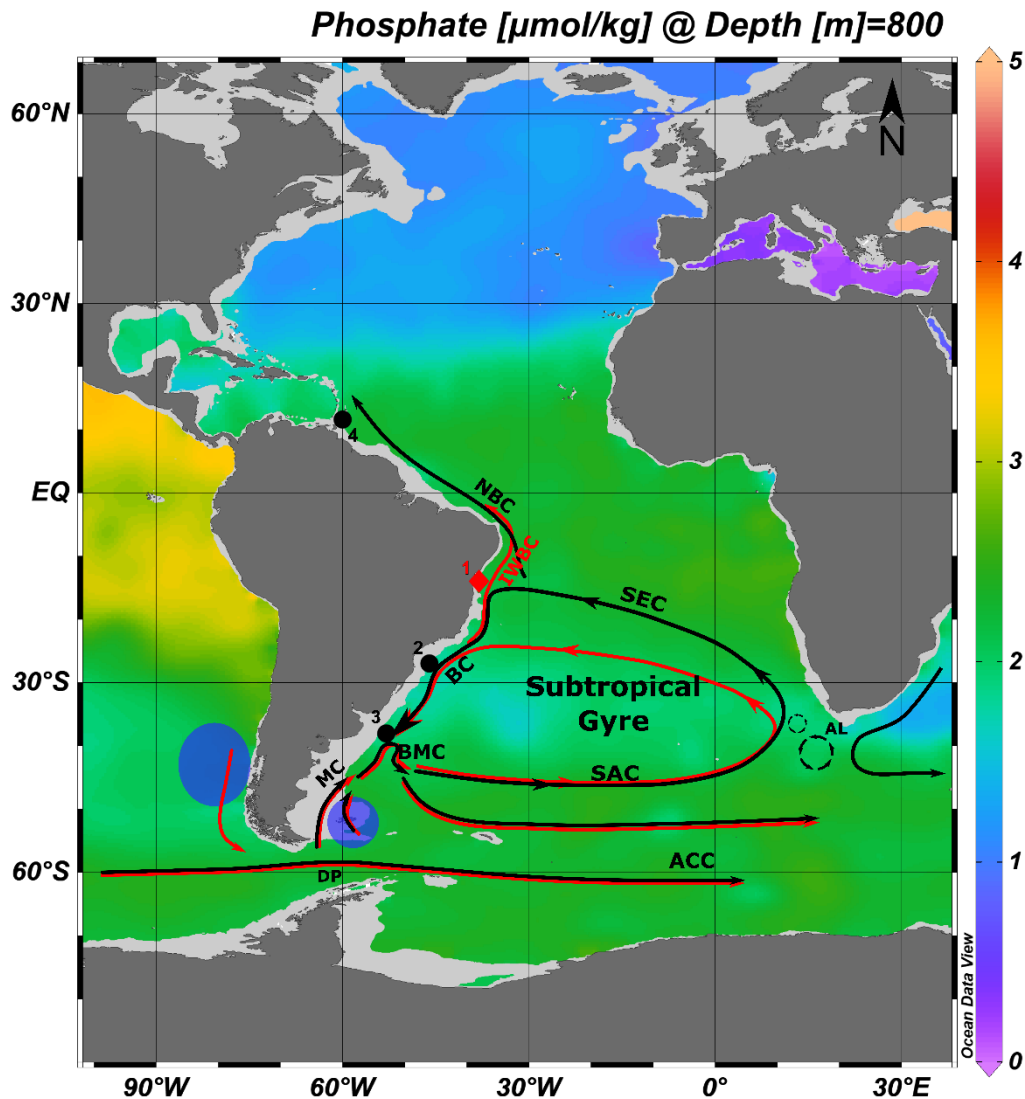 Phosphate [µmol/kg] @ Depth [m]=800
60°N
30°N
EQ
30°S
60°S
90°W
60°W
30°W
0°
30°E
N
4
NBC
IWBC
1
SEC
2
BC
Subtropical
Gyre
3
BMC
AL
MC
SAC
ACC
DP
5
4
3
2
1
0
Ocean Data View